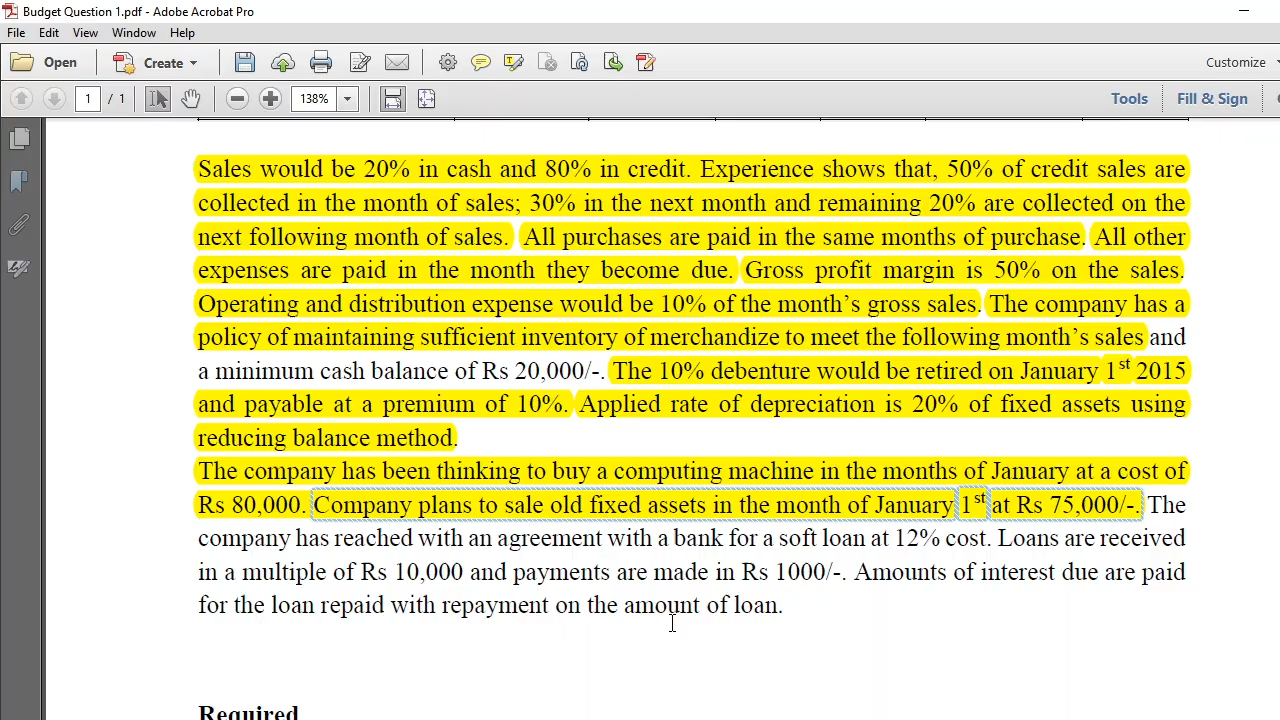 Budget Question 1.pdf - Adobe Acrobat Pro
File Edit View Window Help
Open Create Customize
1 / 1 138% Tools Fill & Sign
Sales would be 20% in cash and 80% in credit. Experience shows that, 50% of credit sales are
collected in the month of sales; 30% in the next month and remaining 20% are collected on the
next following month of sales. All purchases are paid in the same months of purchase. All other
expenses are paid in the month they become due. Gross profit margin is 50% on the sales.
Operating and distribution expense would be 10% of the month’s gross sales. The company has a
policy of maintaining sufficient inventory of merchandize to meet the following month’s sales and
a minimum cash balance of Rs 20,000/-. The 10% debenture would be retired on January 1st 2015
and payable at a premium of 10%. Applied rate of depreciation is 20% of fixed assets using
reducing balance method.
The company has been thinking to buy a computing machine in the months of January at a cost of
Rs 80,000. Company plans to sale old fixed assets in the month of January 1st at Rs 75,000/-. The
company has reached with an agreement with a bank for a soft loan at 12% cost. Loans are received
in a multiple of Rs 10,000 and payments are made in Rs 1000/-. Amounts of interest due are paid
for the loan repaid with repayment on the amount of loan.
Required